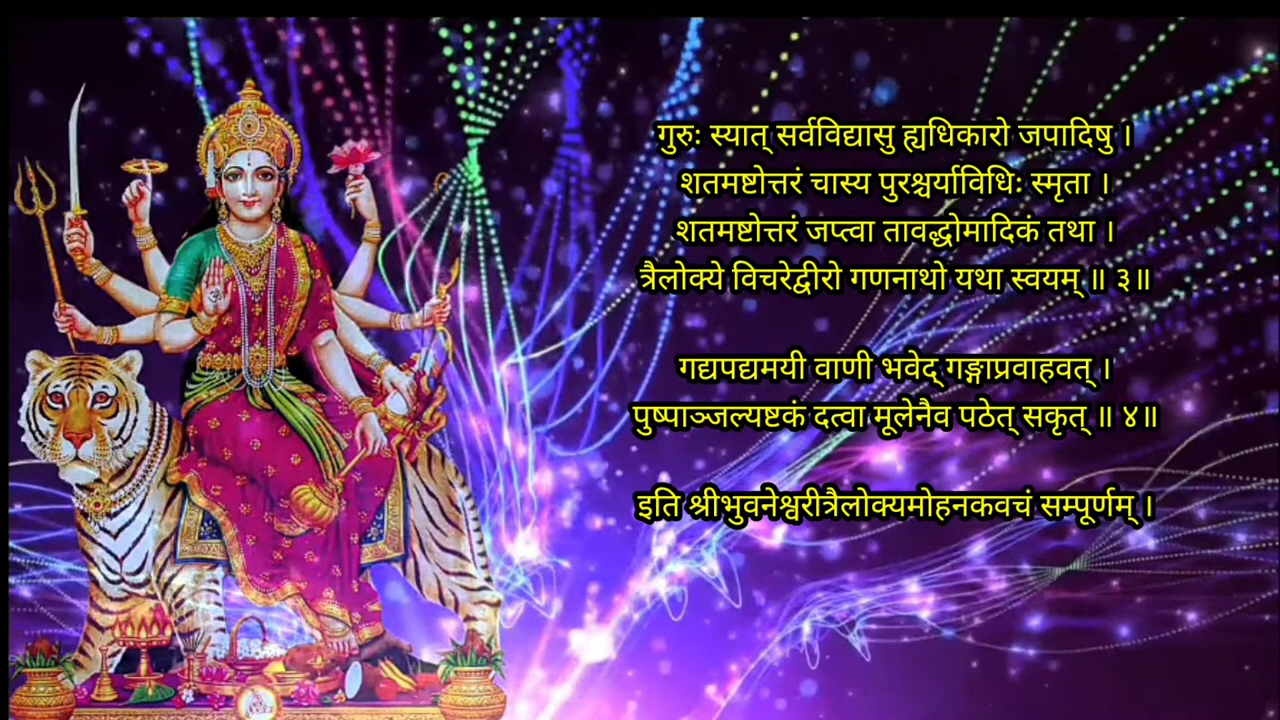 गुरुः स्यात् सर्वविद्यासु ह्यधिकारो जपादिषु ।
शतमष्टोत्तरं चास्य पुरश्चर्याविधिः स्मृता ।
शतमष्टोत्तरं जप्त्वा तावद्धोमादिकं तथा ।
त्रैलोक्ये विचरेद्वीरो गणनाथो यथा स्वयम् ॥ ३॥
गद्यपद्यमयी वाणी भवेद् गङ्गाप्रवाहवत् ।
पुष्पाञ्जल्यष्टकं दत्वा मूलेनैव पठेत् सकृत् ॥ ४॥
इति श्रीभुवनेश्वरीत्रैलोक्यमोहनकवचं सम्पूर्णम् ।